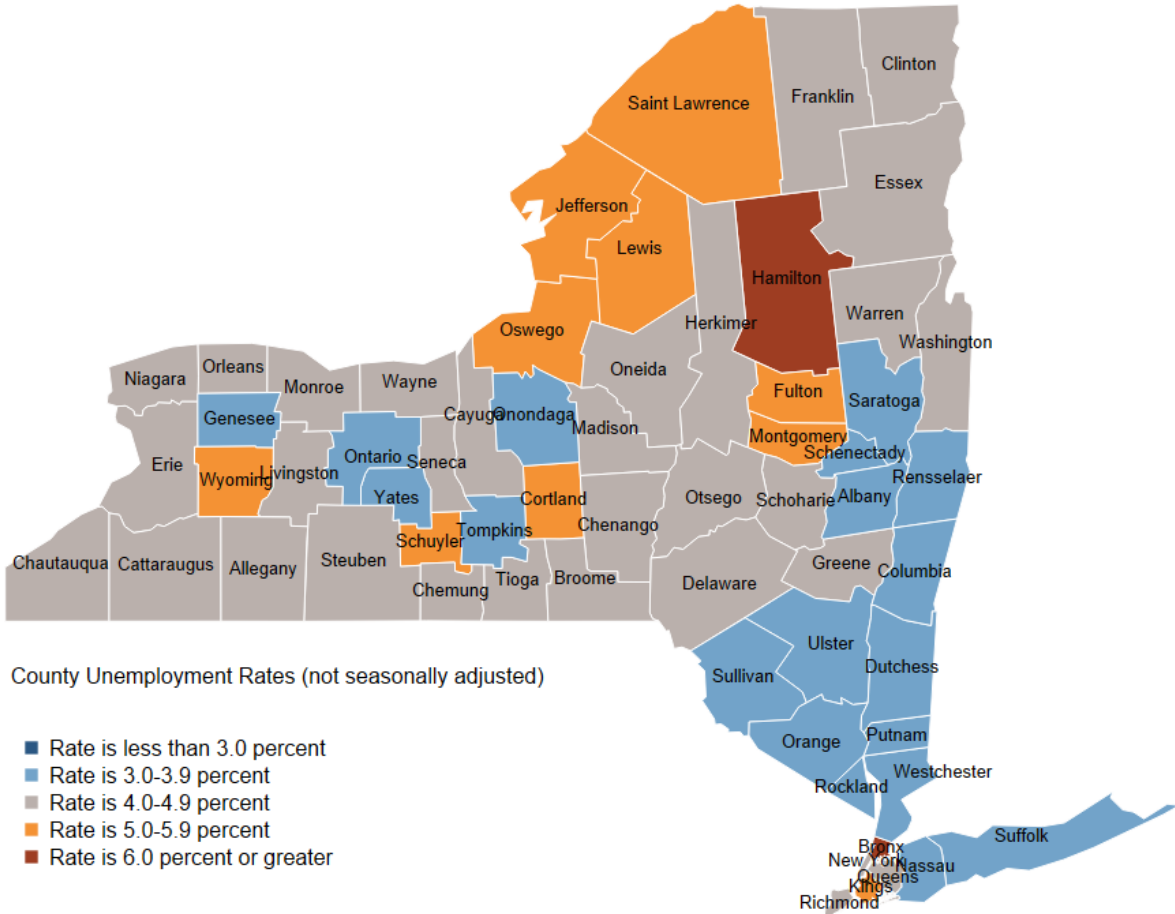 Clinton
Franklin
Saint Lawrence
Essex
Jefferson
Lewis
Hamilton
Warren
Herkimer
Oswego
Washington
Oneida
Orleans
Niagara
Monroe
Wayne
Fulton
Saratoga
Genesee
Cayuga
Onondaga
Madison
Montgomery
Schenectady
Ontario
Seneca
Erie
Livingston
Wyoming
Rensselaer
Yates
Cortland
Otsego
Schoharie
Albany
Chenango
Tompkins
Schuyler
Chautauqua
Cattaraugus
Allegany
Steuben
Greene
Columbia
Tioga
Broome
Delaware
Chemung
Ulster
Dutchess
Sullivan
County Unemployment Rates (not seasonally adjusted)
Putnam
Orange
Rate is less than 3.0 percent
Rate is 3.0-3.9 percent
Rate is 4.0-4.9 percent
Rate is 5.0-5.9 percent
Rate is 6.0 percent or greater
Westchester
Rockland
Suffolk
Bronx
New York
Nassau
Queens
Kings
Richmond